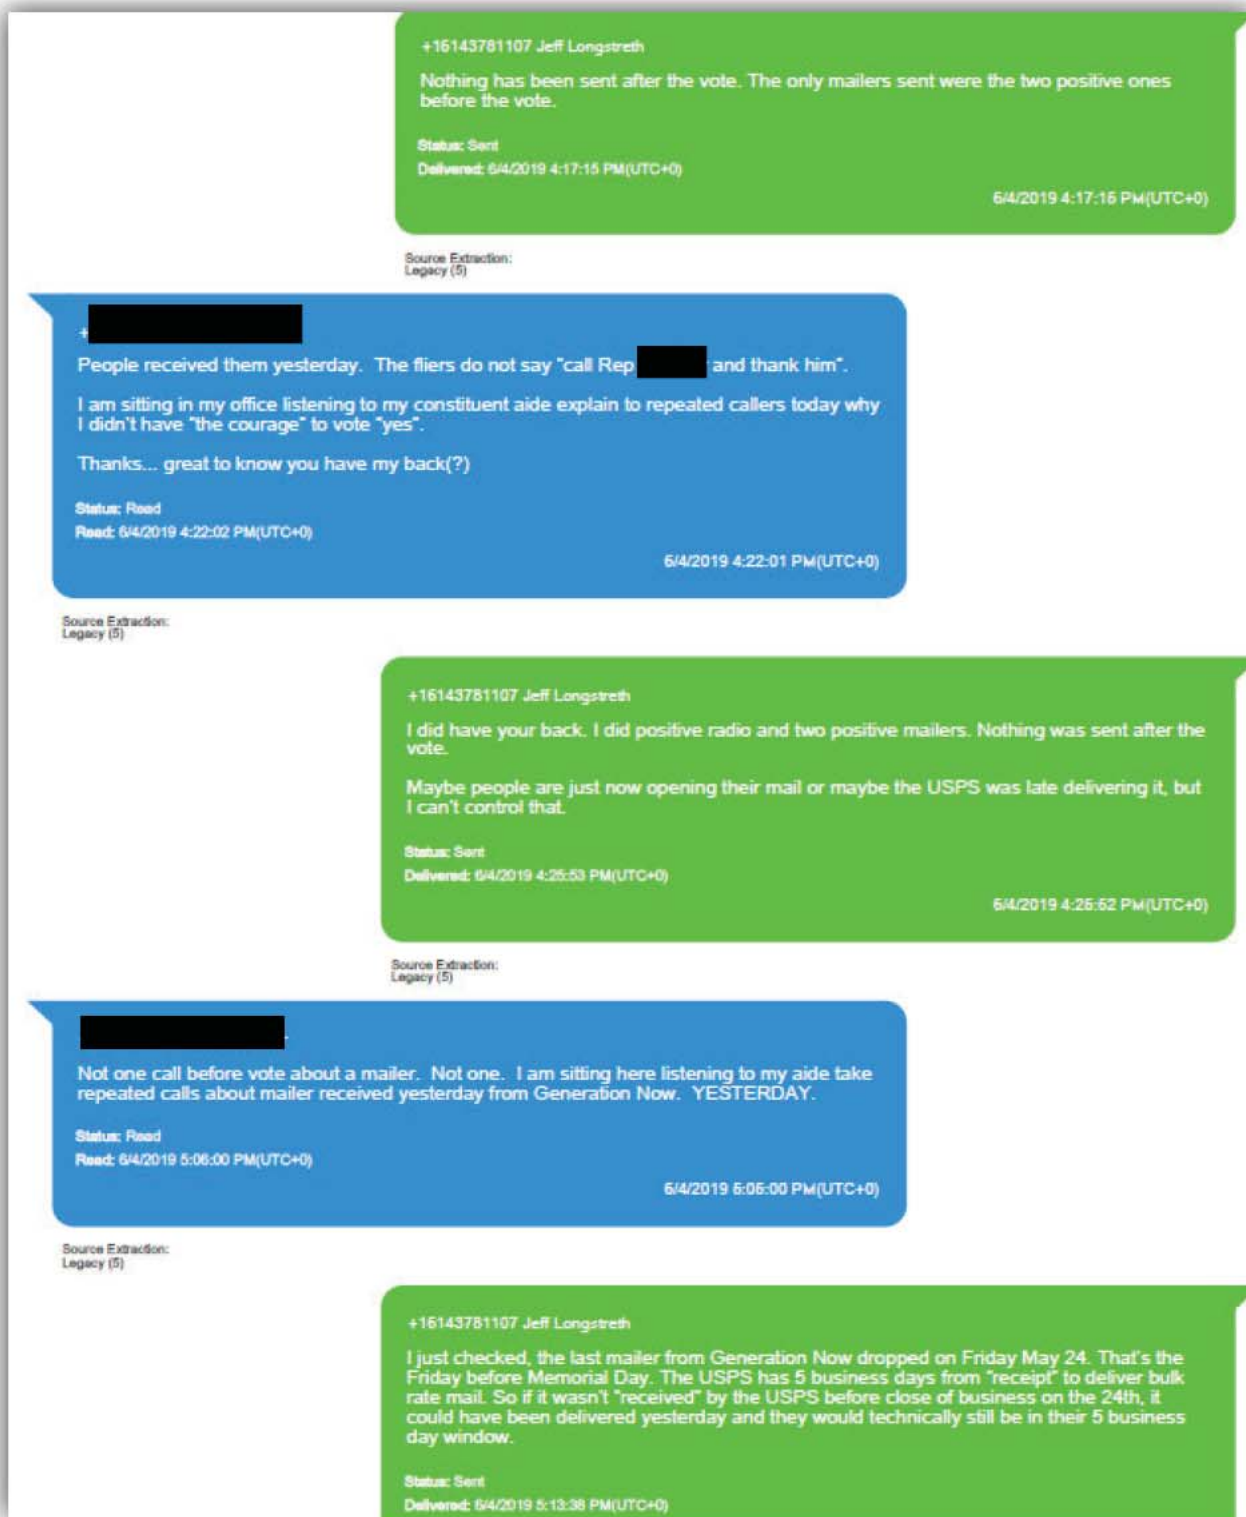 +16143781107 Jeff Longstreth
Nothing has been sent after the vote. The only mailers sent were the two positive ones
before the vote.
Status: Sent
Delivered: 6/4/2019 4:17:15 PM(UTC+0)
6/4/2019 4:17:15 PM(UTC+0)
Source Extraction:
Legacy (5)
+
People received them yesterday. The fliers do not say "call Rep and thank him".
I am sitting in my office listening to my constituent aide explain to repeated callers today why
I didn't have "the courage" to vote "yes".
Thanks... great to know you have my back(?)
Status: Read
Read: 6/4/2019 4:22:02 PM(UTC+0)
6/4/2019 4:22:01 PM(UTC+0)
Source Extraction:
Legacy (5)
+16143781107 Jeff Longstreth
I did have your back. I did positive radio and two positive mailers. Nothing was sent after the
vote.
Maybe people are just now opening their mail or maybe the USPS was late delivering it, but
I can't control that.
Status: Sent
Delivered: 6/4/2019 4:25:53 PM(UTC+0)
6/4/2019 4:25:52 PM(UTC+0)
Source Extraction:
Legacy (5)
Not one call before vote about a mailer. Not one. I am sitting here listening to my aide take
repeated calls about mailer received yesterday from Generation Now. YESTERDAY.
Status: Read
Read: 6/4/2019 5:06:00 PM(UTC+0)
6/4/2019 5:05:00 PM(UTC+0)
Source Extraction:
Legacy (5)
+16143781107 Jeff Longstreth
I just checked, the last mailer from Generation Now dropped on Friday May 24. That's the
Friday before Memorial Day. The USPS has 5 business days from "receipt" to deliver bulk
rate mail. So if it wasn't "received" by the USPS before close of business on the 24th, it
could have been delivered yesterday and they would technically still be in their 5 business
day window.
Status: Sent
Delivered: 6/4/2019 5:13:38 PM(UTC+0)